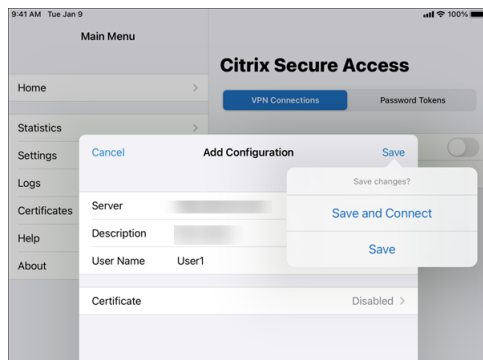 9:41 AM Tue Jan 9
100%
Main Menu
Citrix Secure Access
Home
VPN Connections
Password Tokens
Statistics
Settings
Logs
Certificates
Help
About
Cancel
Add Configuration
Save
Save changes?
Save and Connect
Save
Server
Description
User Name User1
Certificate
Disabled